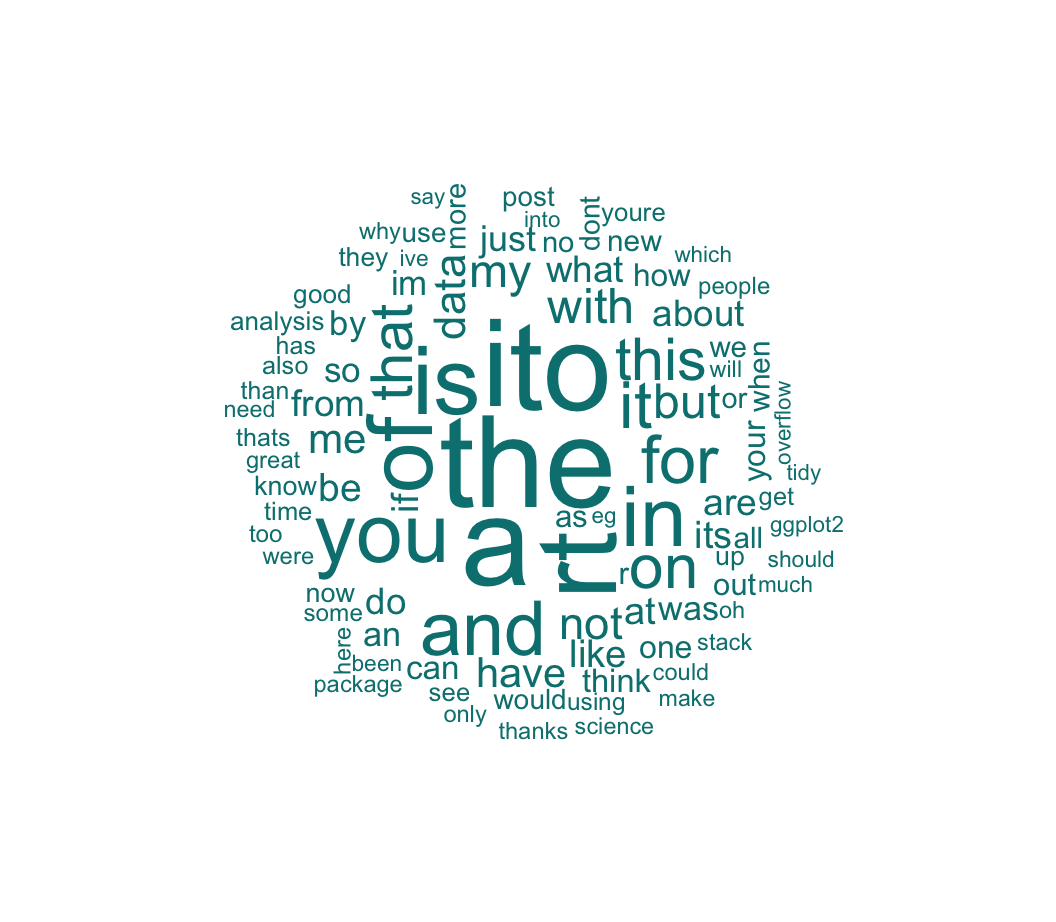 say
more
post
into
dont
youre
why
use
just
no
new
they
ive
data
my
what
how
which
im
people
good
that
with
about
analysis
by
i
to
this
we
when
has
is
will
also
so
it
but
or
overflow
than
from
need
of
the
for
your
thats
me
tidy
great
know
be
if
as
eg
in
are
get
time
you
a
rt
its
all
ggplot2
too
were
r
on
up
should
out
much
now
some
do
and
not
at
was
oh
here
an
like
one
stack
been
can
have
think
could
package
see
would
using
make
only
thanks
science